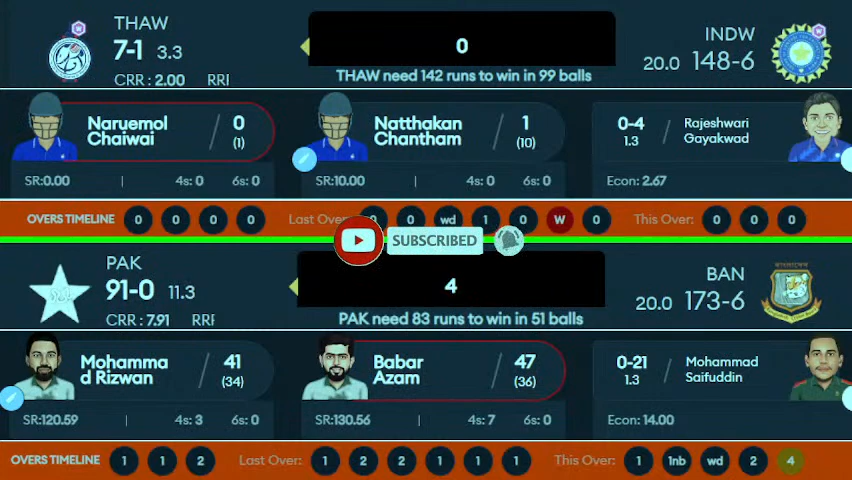 THAW
7-1 3.3
CRR : 2.00 RRI
0
THAW need 142 runs to win in 99 balls
INDW
20.0 148-6
Naruemol
Chaiwai
0
(1)
SR:0.00 | 4s: 0 6s: 0
Natthakan
Chantham
1
(10)
SR:10.00 4s: 0 6s: 0
0-4
1.3
Rajeshwari
Gayakwad
Econ: 2.67
OVERS TIMELINE 0 0 0 0 Last Over: 0 0 wd 1 0 W 0 This Over: 0 0 0
SUBSCRIBED
PAK
91-0 11.3
CRR : 7.91 RRF
4
PAK need 83 runs to win in 51 balls
BAN
20.0 173-6
Mohamma
d Rizwan
41
(34)
SR:120.59 | 4s: 3 6s: 0
Babar
Azam
47
(36)
SR:130.56 | 4s: 7 6s: 0
0-21
1.3
Mohammad
Saifuddin
Econ: 14.00
OVERS TIMELINE 1 1 2 Last Over: 1 2 2 1 1 1 This Over: 1 1nb wd 2 4